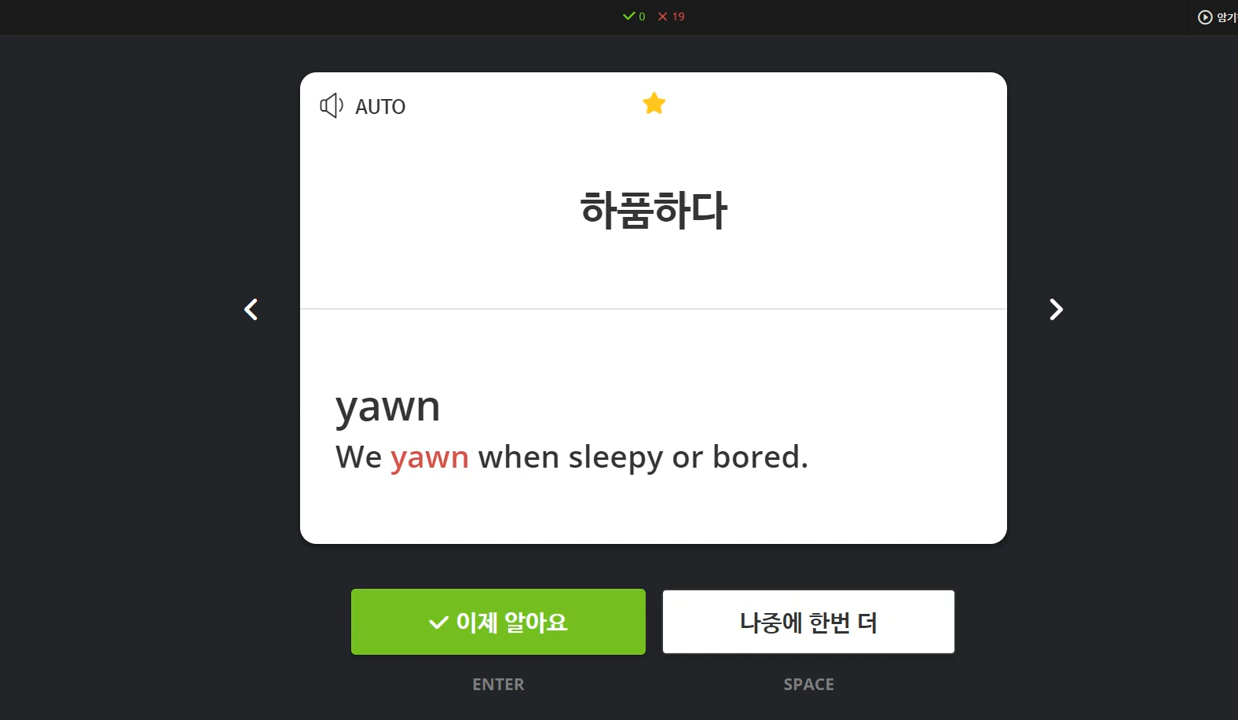 0 19
AUTO
하품하다
yawn
We yawn when sleepy or bored.
이제 알아요 나중에 한번 더
ENTER SPACE